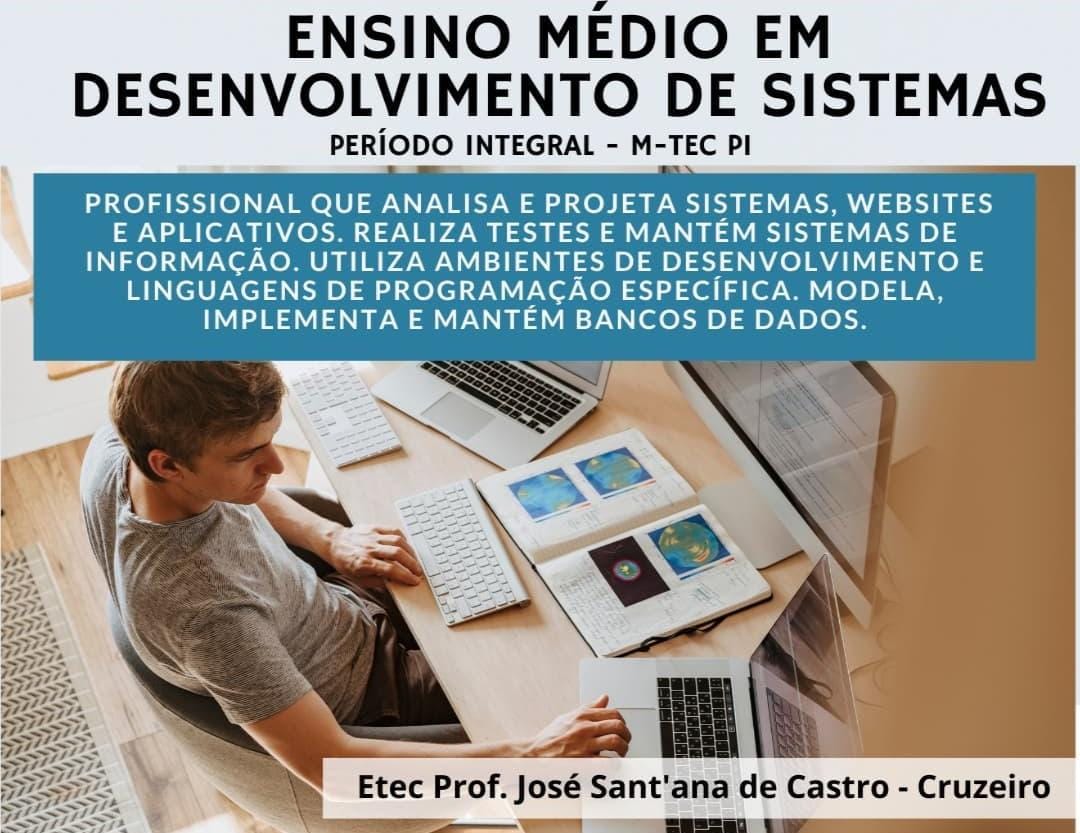 ENSINO MÉDIO EM
DESENVOLVIMENTO DE SISTEMAS
PERÍODO INTEGRAL - M-TEC PI
PROFISSIONAL QUE ANALISA E PROJETA SISTEMAS, WEBSITES
E APLICATIVOS. REALIZA TESTES E MANTÉM SISTEMAS DE
INFORMAÇÃO. UTILIZA AMBIENTES DE DESENVOLVIMENTO E
LINGUAGENS DE PROGRAMAÇÃO ESPECÍFICA. MODELA,
IMPLEMENTA E MANTÉM BANCOS DE DADOS.
Etec Prof. José Sant'ana de Castro - Cruzeiro